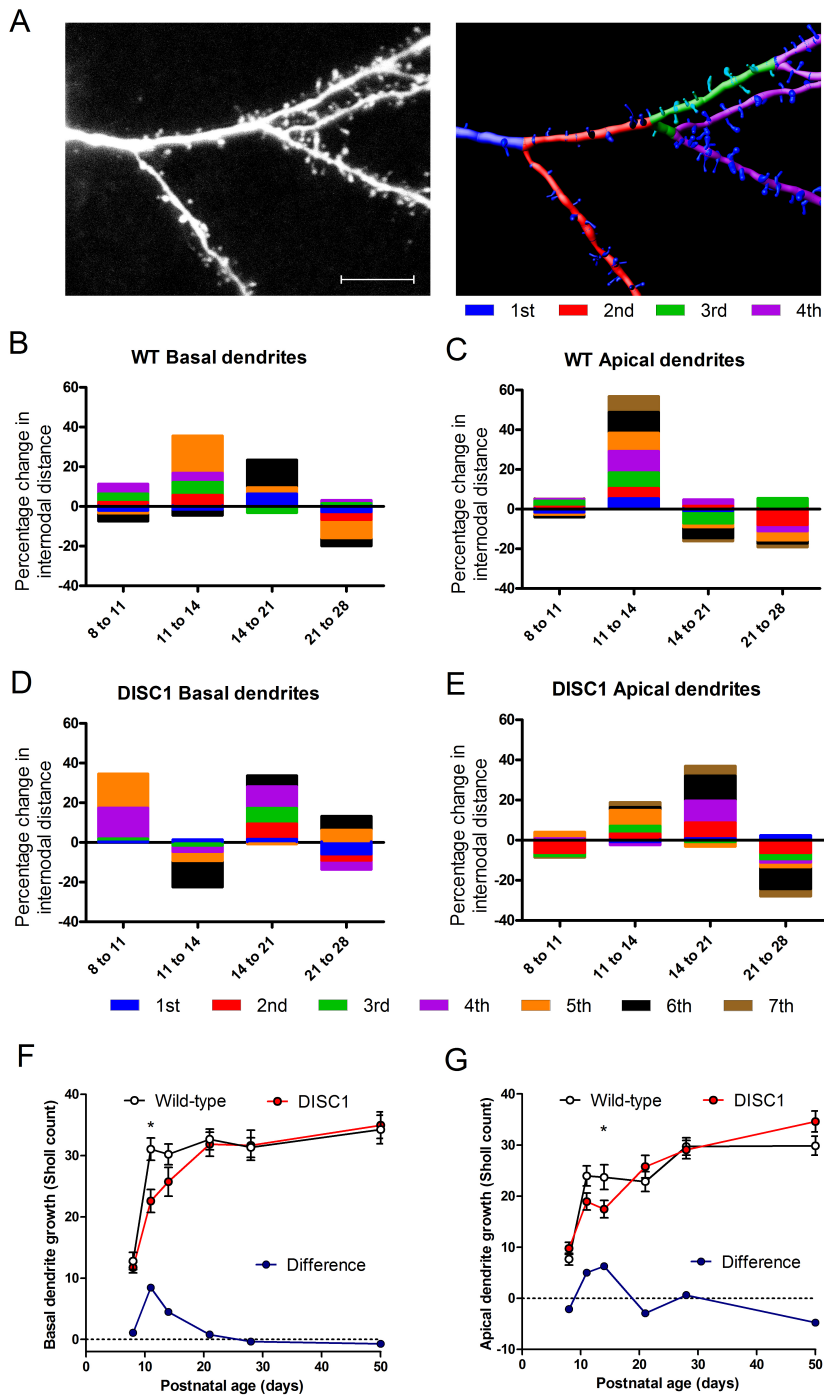 A
1st 2nd 3rd 4th
B
WT Basal dendrites
Percentage change in
internodal distance
60
40
20
0
-20
-40
8 to 11
11 to 14
14 to 21
21 to 28
C
WT Apical dendrites
Percentage change in
internodal distance
60
40
20
0
-20
-40
8 to 11
11 to 14
14 to 21
21 to 28
D
DISC1 Basal dendrites
Percentage change in
internodal distance
60
40
20
0
-20
-40
8 to 11
11 to 14
14 to 21
21 to 28
E
DISC1 Apical dendrites
Percentage change in
internodal distance
60
40
20
0
-20
-40
8 to 11
11 to 14
14 to 21
21 to 28
1st 2nd 3rd 4th 5th 6th 7th
F
Basal dendrite growth (Sholl count)
40
30
20
10
0
Wild-type DISC1
*
Difference
0 10 20 30 40 50
Postnatal age (days)
G
Apical dendrite growth (Sholl count)
40
30
20
10
0
-10
Wild-type DISC1
*
Difference
0 10 20 30 40 50
Postnatal age (days)